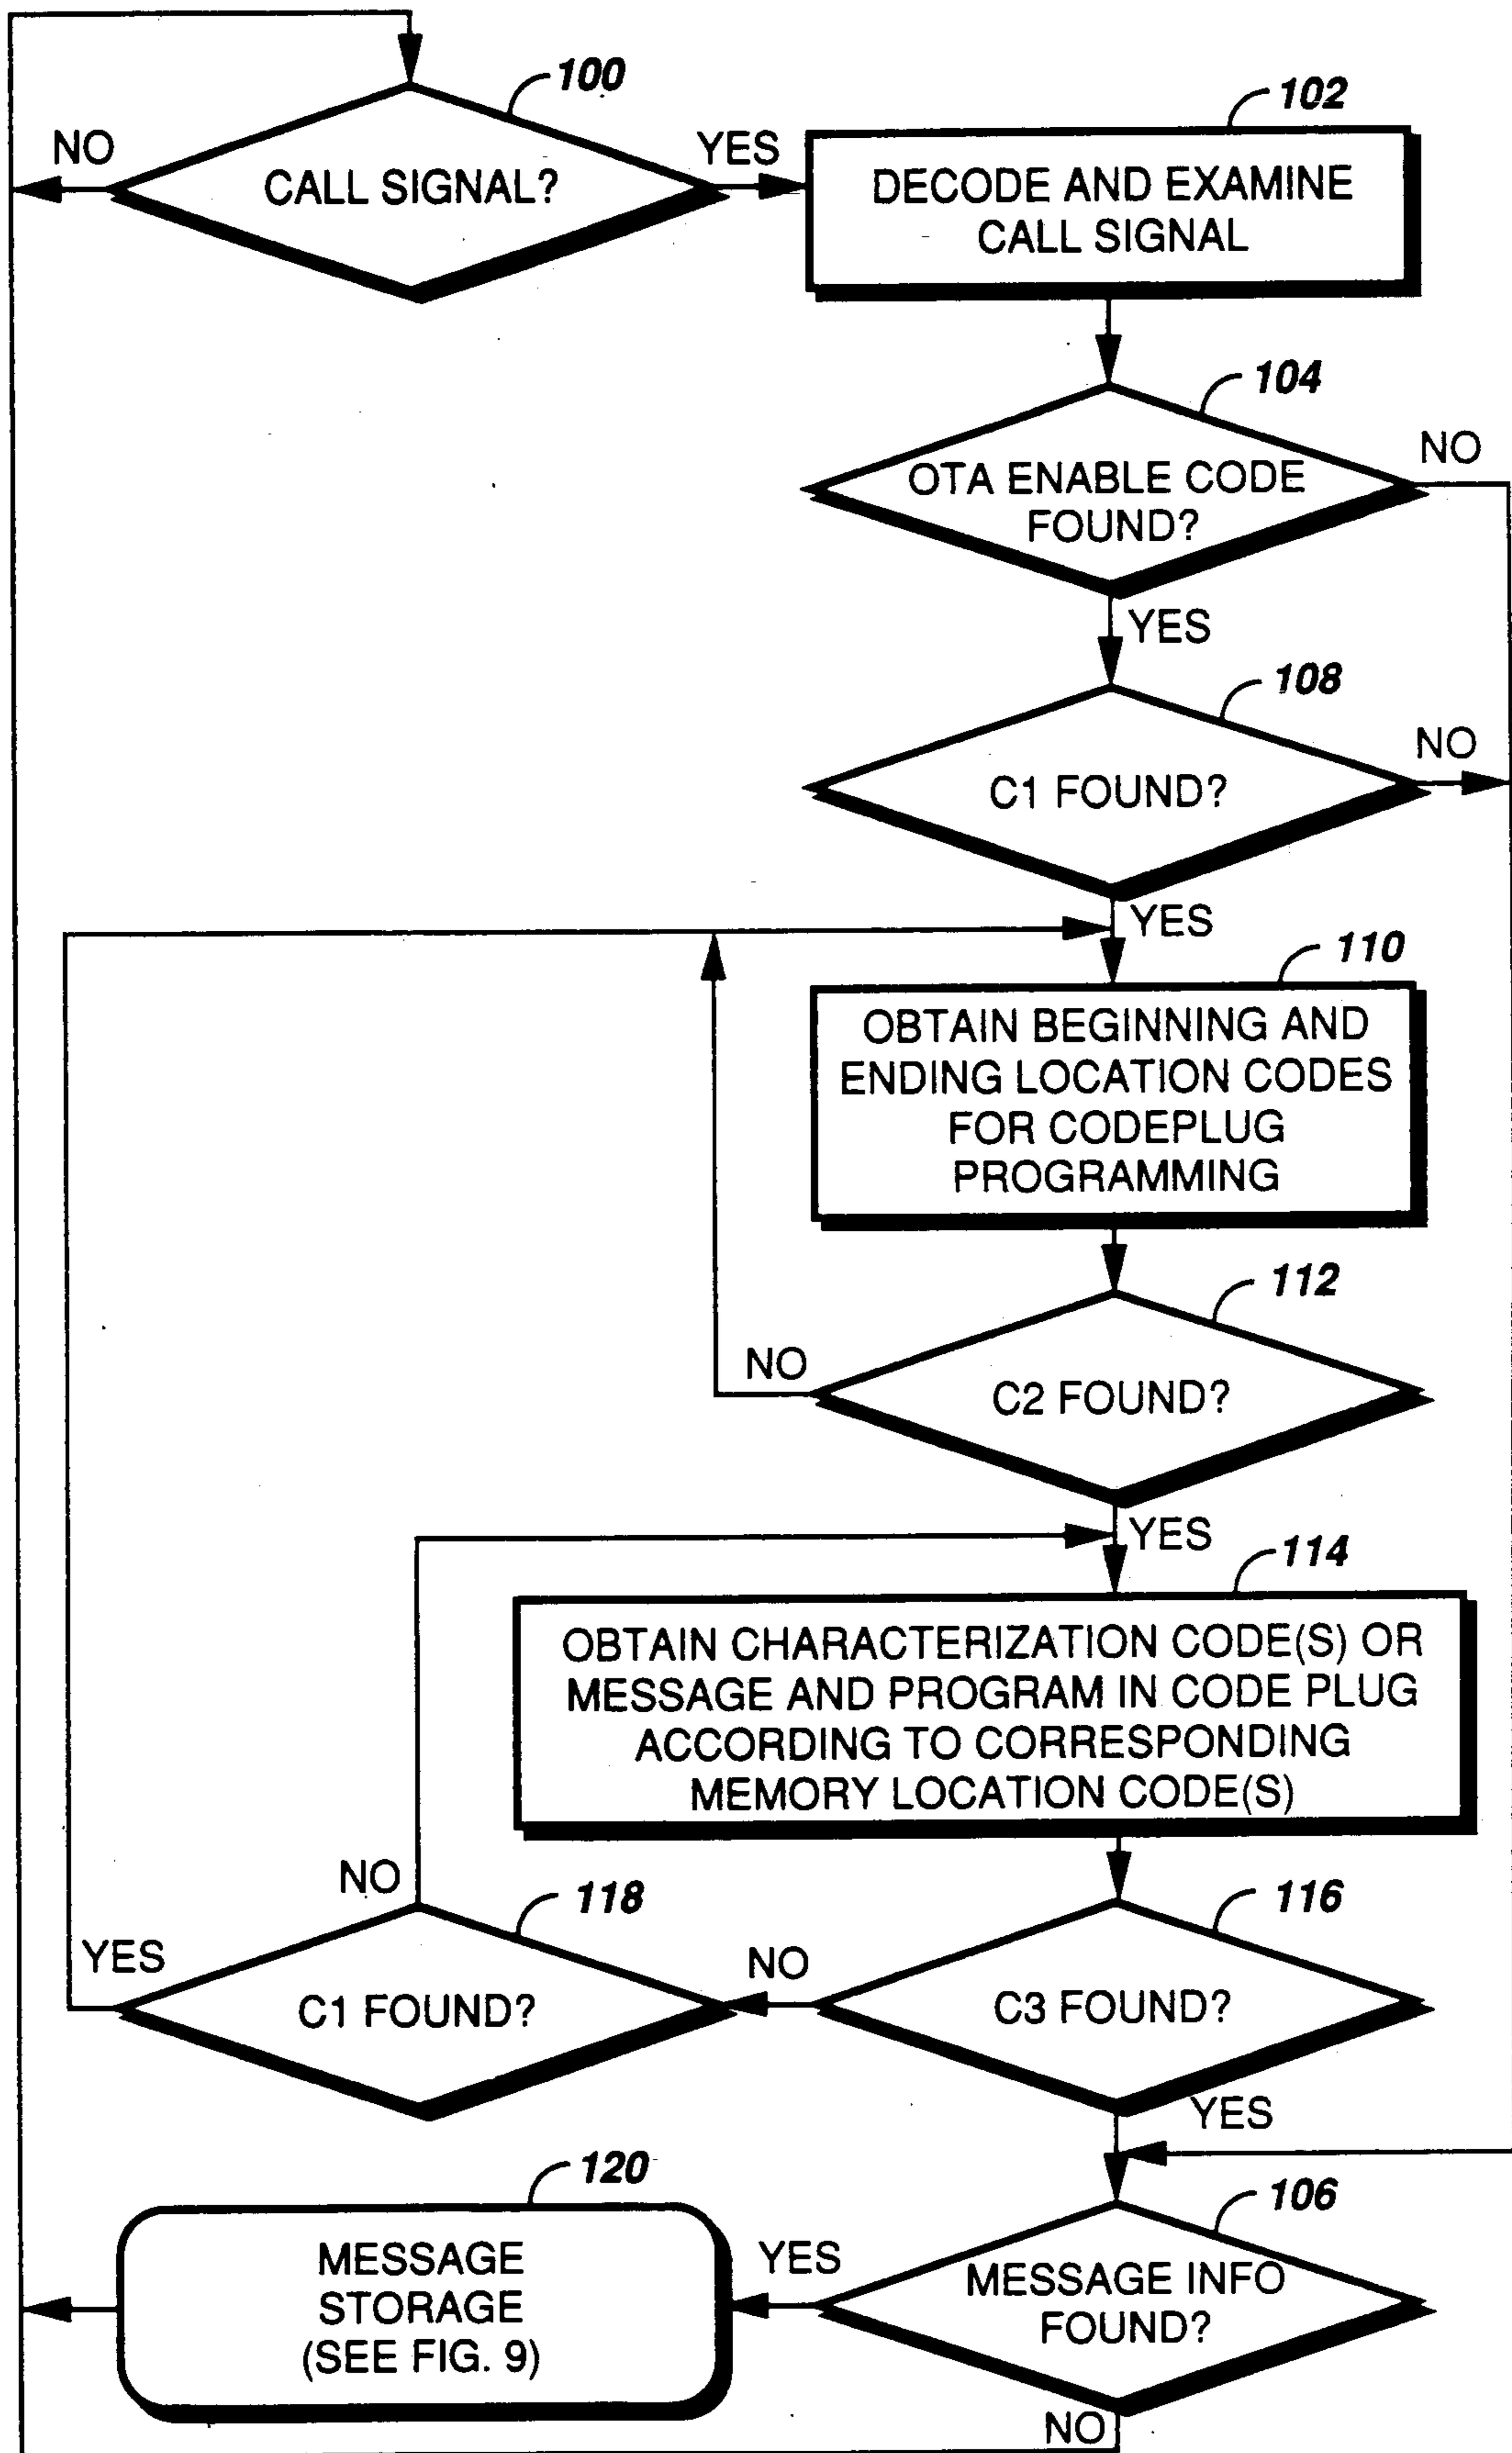 100
NO
CALL SIGNAL?
YES
102
DECODE AND EXAMINE
CALL SIGNAL
104
OTA ENABLE CODE
FOUND?
NO
YES
108
C1 FOUND?
NO
YES
110
OBTAIN BEGINNING AND
ENDING LOCATION CODES
FOR CODEPLUG
PROGRAMMING
112
NO
C2 FOUND?
YES
114
OBTAIN CHARACTERIZATION CODE(S) OR
MESSAGE AND PROGRAM IN CODE PLUG
ACCORDING TO CORRESPONDING
MEMORY LOCATION CODE(S)
116
C3 FOUND?
NO
118
NO
YES
C1 FOUND?
YES
106
MESSAGE INFO
FOUND?
YES
120
MESSAGE
STORAGE
(SEE FIG. 9)
NO